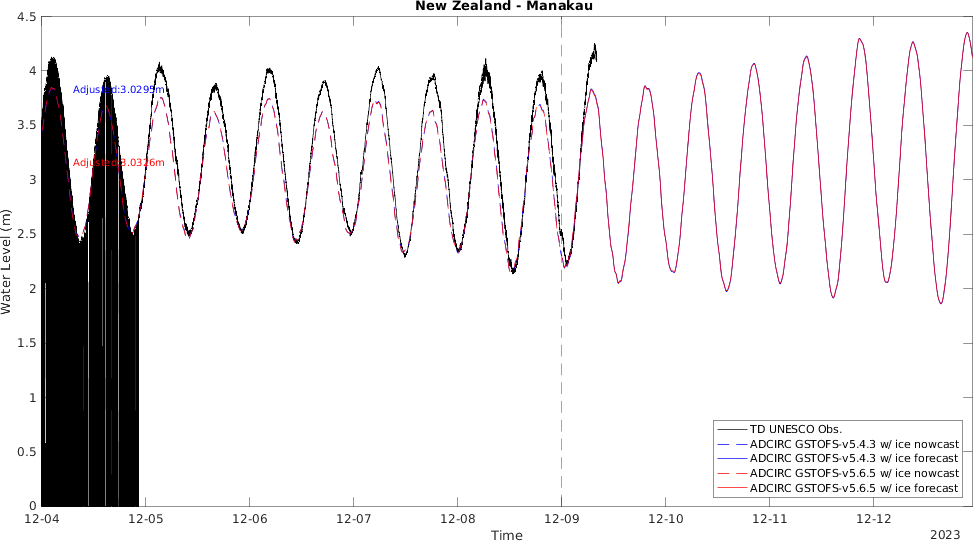 New Zealand - Manakau
4.5
4
3.5
3
2.5
2
1.5
1
0.5
0
Water Level (m)
Adjusted:3.0295m
Adjusted:3.0326m
TD UNESCO Obs.
ADCIRC GSTOFS-v5.4.3 w/ ice nowcast
ADCIRC GSTOFS-v5.4.3 w/ ice forecast
ADCIRC GSTOFS-v5.6.5 w/ ice nowcast
ADCIRC GSTOFS-v5.6.5 w/ ice forecast
12-04 12-05 12-06 12-07 12-08 12-09 12-10 12-11 12-12
Time
2023